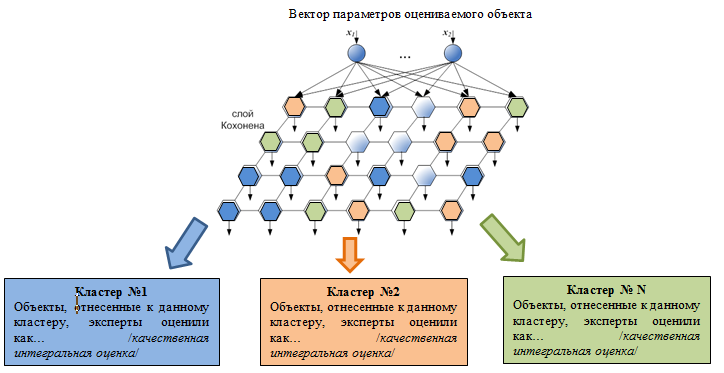 Вектор параметров оцениваемого объекта
x1 x2
...
слой
Кохонена
Кластер №1
Объекты, отнесенные к данному
кластеру, эксперты оценили
как… /качественная
интегральная оценка/
Кластер №2
Объекты, отнесенные к данному
кластеру, эксперты оценили
как… /качественная
интегральная оценка/
Кластер № N
Объекты, отнесенные к данному
кластеру, эксперты оценили
как… /качественная
интегральная оценка/